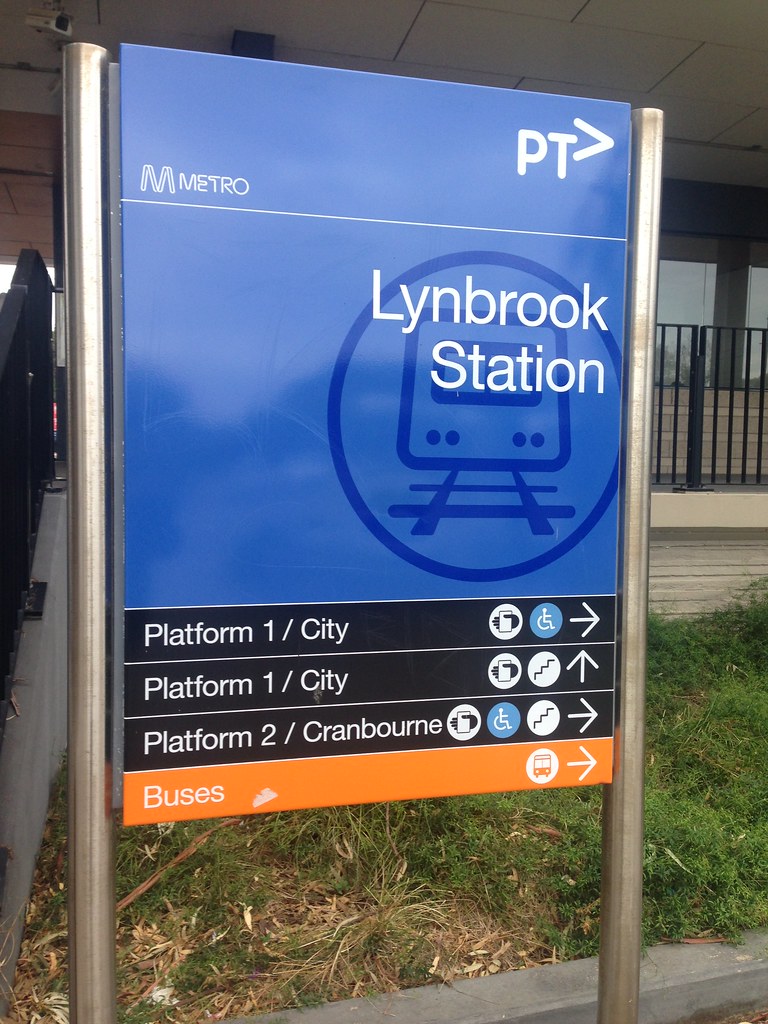 PT>
METRO
Lynbrook
Station
Platform 1 / City
Platform 1 / City
Platform 2 / Cranbourne
Buses